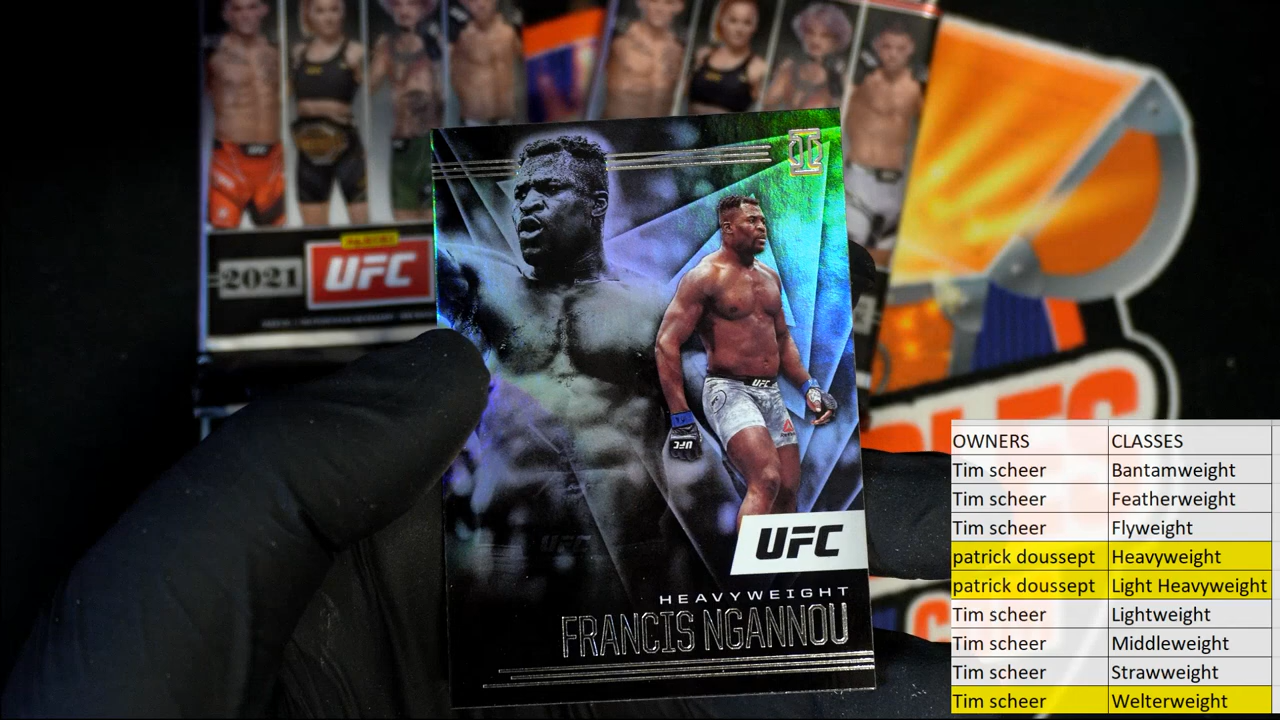 PANINI
2021
UFC
UFC
UFC
UFC
HEAVYWEIGHT
FRANCIS NGANNOU
OWNERS CLASSES
Tim scheer Bantamweight
Tim scheer Featherweight
Tim scheer Flyweight
patrick doussept Heavyweight
patrick doussept Light Heavyweight
Tim scheer Lightweight
Tim scheer Middleweight
Tim scheer Strawweight
Tim scheer Welterweight